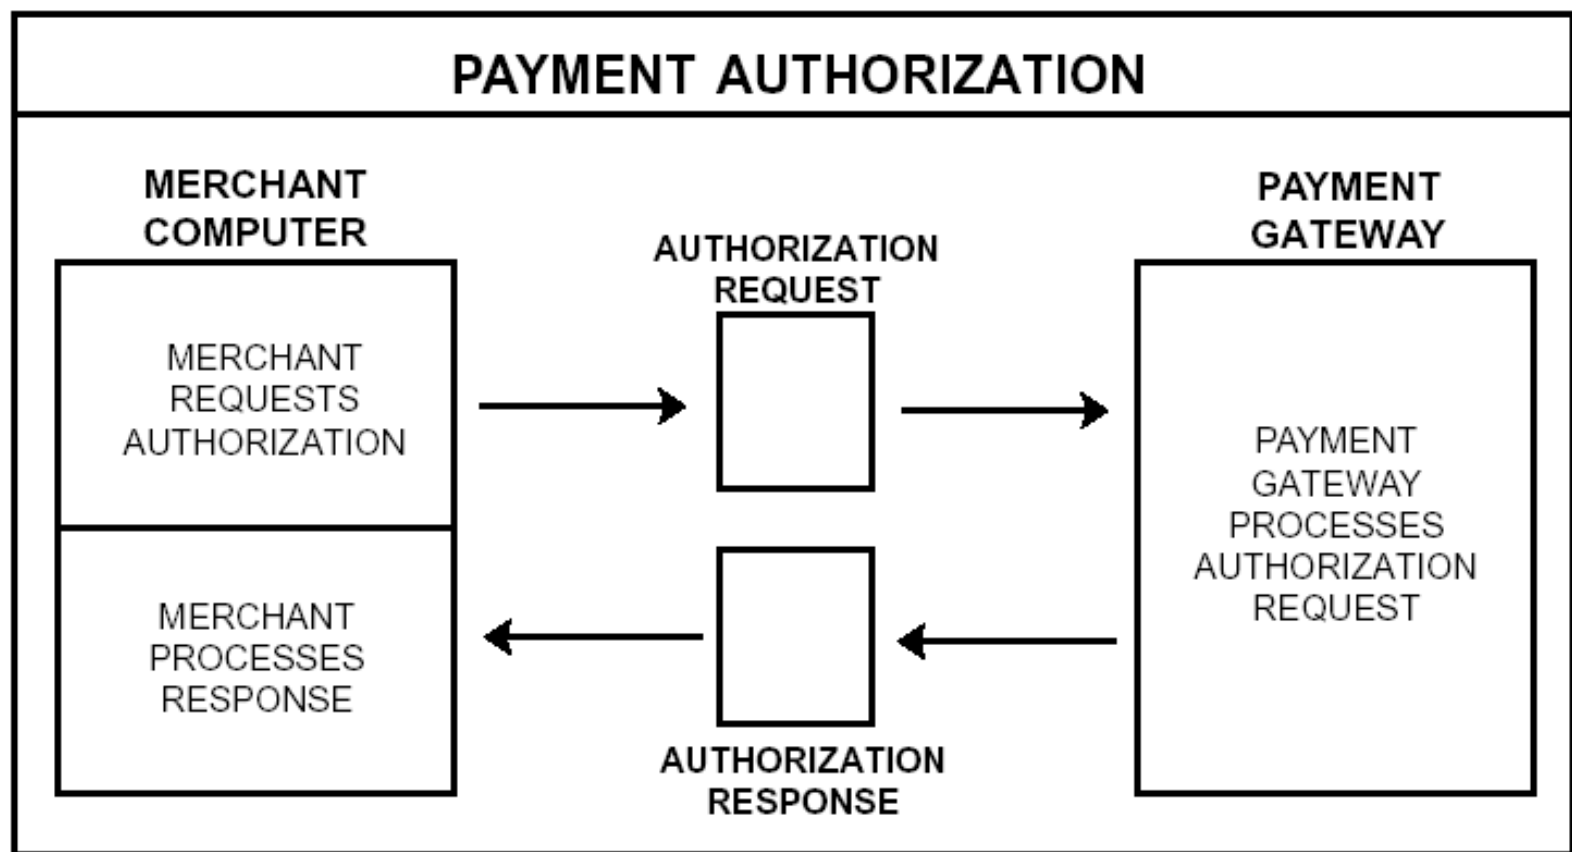 PAYMENT AUTHORIZATION
MERCHANT
COMPUTER
MERCHANT
REQUESTS
AUTHORIZATION
MERCHANT
PROCESSES
RESPONSE
AUTHORIZATION
REQUEST
AUTHORIZATION
RESPONSE
PAYMENT
GATEWAY
PAYMENT
GATEWAY
PROCESSES
AUTHORIZATION
REQUEST